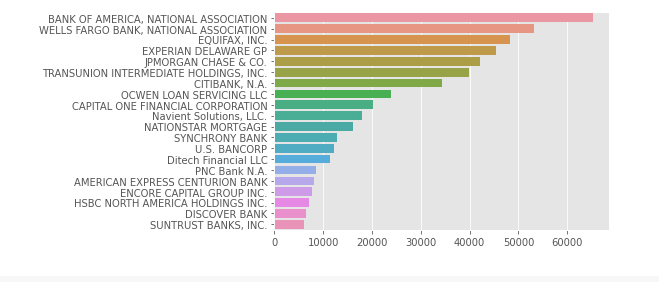 BANK OF AMERICA, NATIONAL ASSOCIATION
WELLS FARGO BANK, NATIONAL ASSOCIATION
EQUIFAX, INC.
EXPERIAN DELAWARE GP
JPMORGAN CHASE & CO.
TRANSUNION INTERMEDIATE HOLDINGS, INC.
CITIBANK, N.A.
OCWEN LOAN SERVICING LLC
CAPITAL ONE FINANCIAL CORPORATION
Navient Solutions, LLC.
NATIONSTAR MORTGAGE
SYNCHRONY BANK
U.S. BANCORP
Ditech Financial LLC
PNC Bank N.A.
AMERICAN EXPRESS CENTURION BANK
ENCORE CAPITAL GROUP INC.
HSBC NORTH AMERICA HOLDINGS INC.
DISCOVER BANK
SUNTRUST BANKS, INC.
0 10000 20000 30000 40000 50000 60000